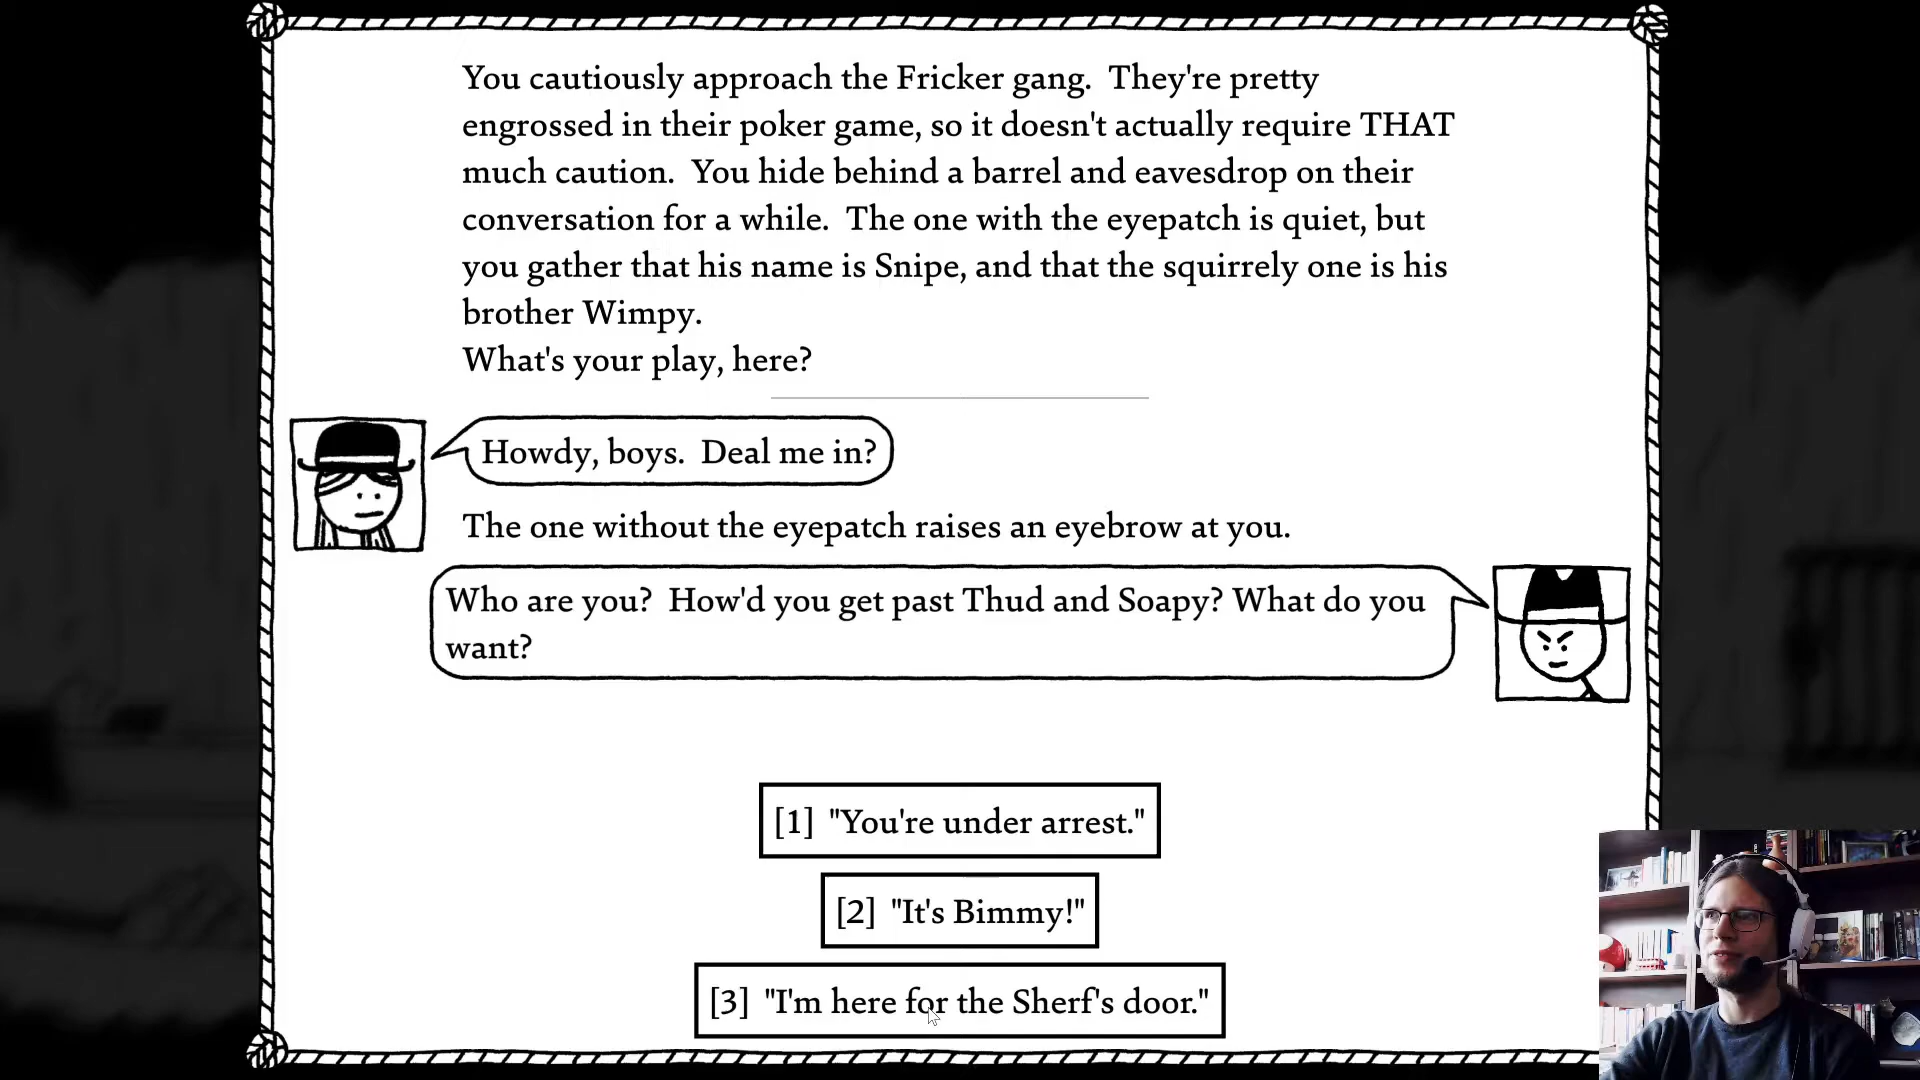 You cautiously approach the Fricker gang.  They're pretty
engrossed in their poker game, so it doesn't actually require THAT
much caution.  You hide behind a barrel and eavesdrop on their
conversation for a while.  The one with the eyepatch is quiet, but
you gather that his name is Snipe, and that the squirrely one is his
brother Wimpy.
What's your play, here?
Howdy, boys.  Deal me in?
The one without the eyepatch raises an eyebrow at you.
Who are you?  How'd you get past Thud and Soapy? What do you
want?
[1] "You're under arrest."
[2] "It's Bimmy!"
[3] "I'm here for the Sherf's door."